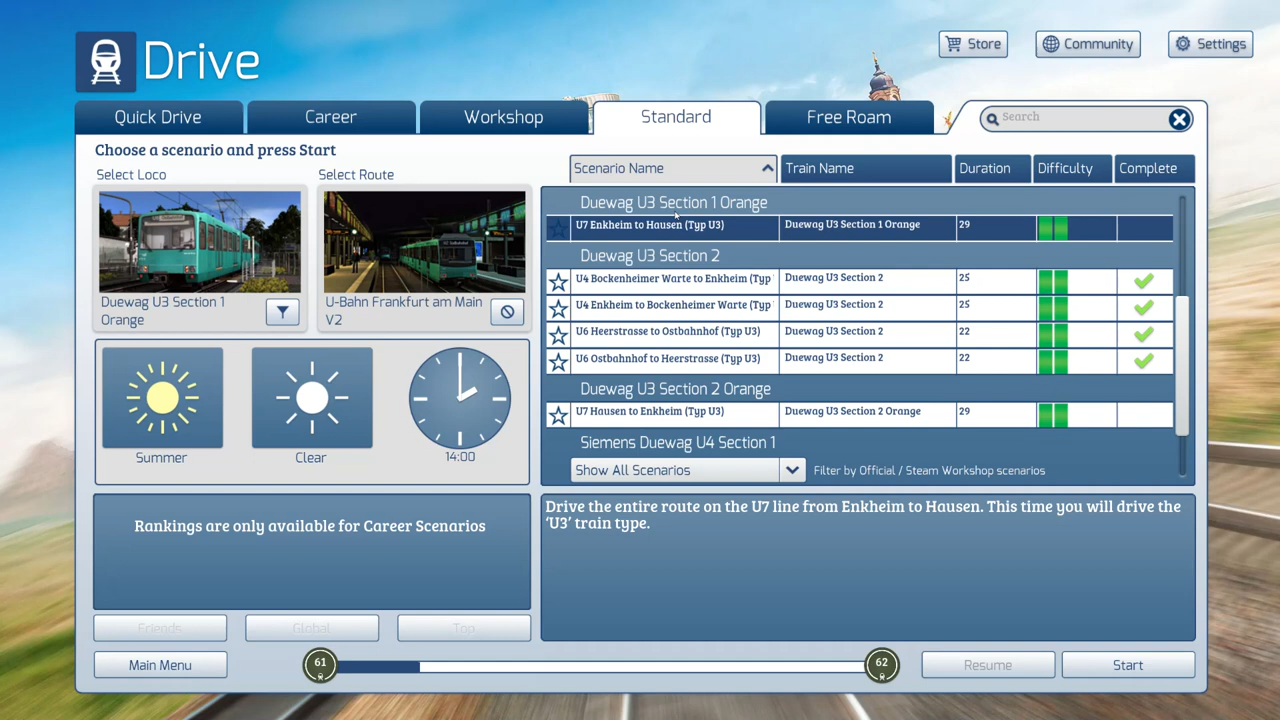 Drive
Store
Community
Settings
Quick Drive
Career
Workshop
Standard
Free Roam
Search
Choose a scenario and press Start
Select Loco
Select Route
Duewag U3 Section 1
Orange
U-Bahn Frankfurt am Main
V2
Summer
Clear
14:00
Scenario Name
Train Name
Duration
Difficulty
Complete
Duewag U3 Section 1 Orange
U7 Enkheim to Hausen (Typ U3) Duewag U3 Section 1 Orange 29
Duewag U3 Section 2
U4 Bockenheimer Warte to Enkheim (Typ Duewag U3 Section 2 25
U4 Enkheim to Bockenheimer Warte (Typ Duewag U3 Section 2 25
U6 Heerstrasse to Ostbahnhof (Typ U3) Duewag U3 Section 2 22
U6 Ostbahnhof to Heerstrasse (Typ U3) Duewag U3 Section 2 22
Duewag U3 Section 2 Orange
U7 Hausen to Enkheim (Typ U3) Duewag U3 Section 2 Orange 29
Siemens Duewag U4 Section 1
Show All Scenarios
Filter by Official / Steam Workshop scenarios
Rankings are only available for Career Scenarios
Drive the entire route on the U7 line from Enkheim to Hausen. This time you will drive the
'U3' train type.
Friends
Global
Top
Main Menu
61
62
Resume
Start